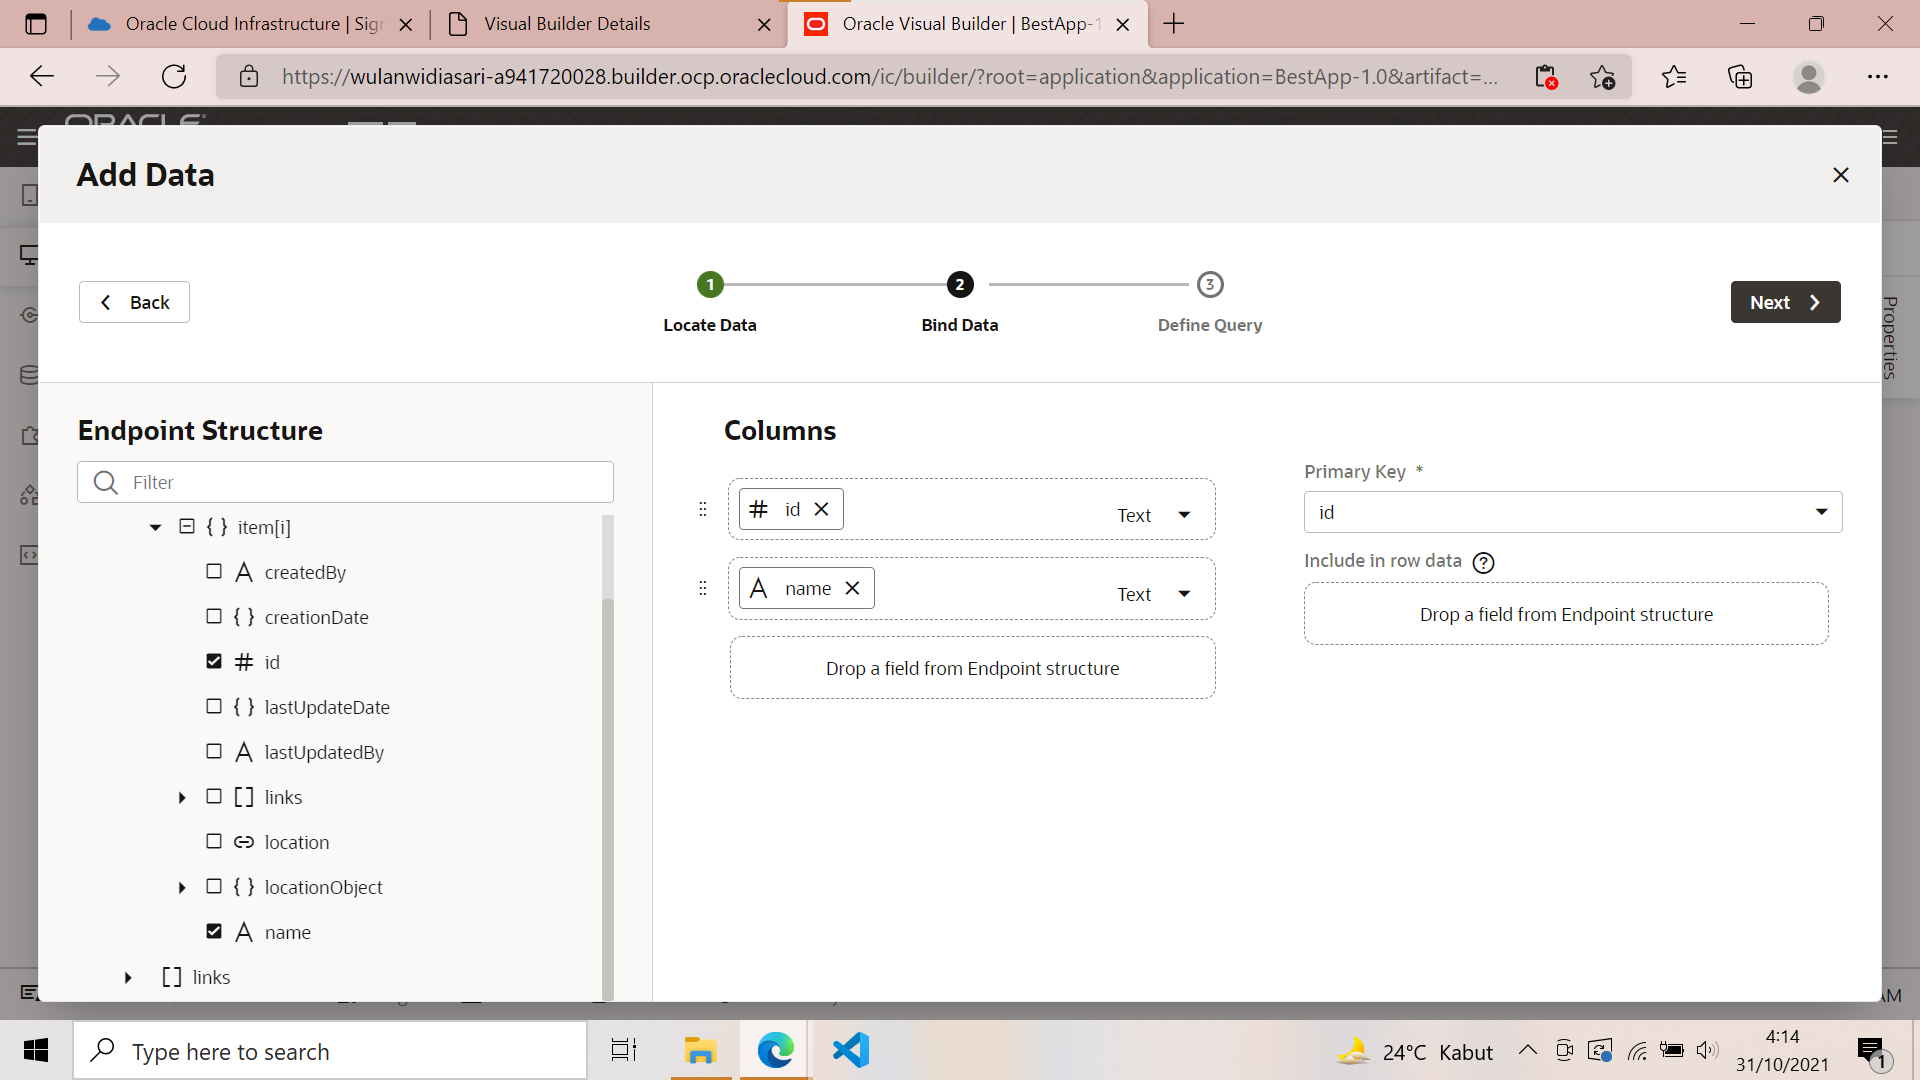 Oracle Cloud Infrastructure | Sign
Visual Builder Details
Oracle Visual Builder | BestApp-1
https://wulanwidiasari-a941720028.builder.ocp.oraclecloud.com/ic/builder/?root=application&application=BestApp-1.0&artifact=...
ORACLE
Add Data
Back
1
2
3
Locate Data
Bind Data
Define Query
Next
Properties
Endpoint Structure
Filter
{ } item[i]
A createdBy
{ } creationDate
# id
{ } lastUpdateDate
A lastUpdatedBy
[ ] links
location
{ } locationObject
A name
[ ] links
Columns
# id
Text
A name
Text
Drop a field from Endpoint structure
Primary Key *
id
Include in row data ?
Drop a field from Endpoint structure
AM
Type here to search
24°C Kabut
4:14
31/10/2021
1